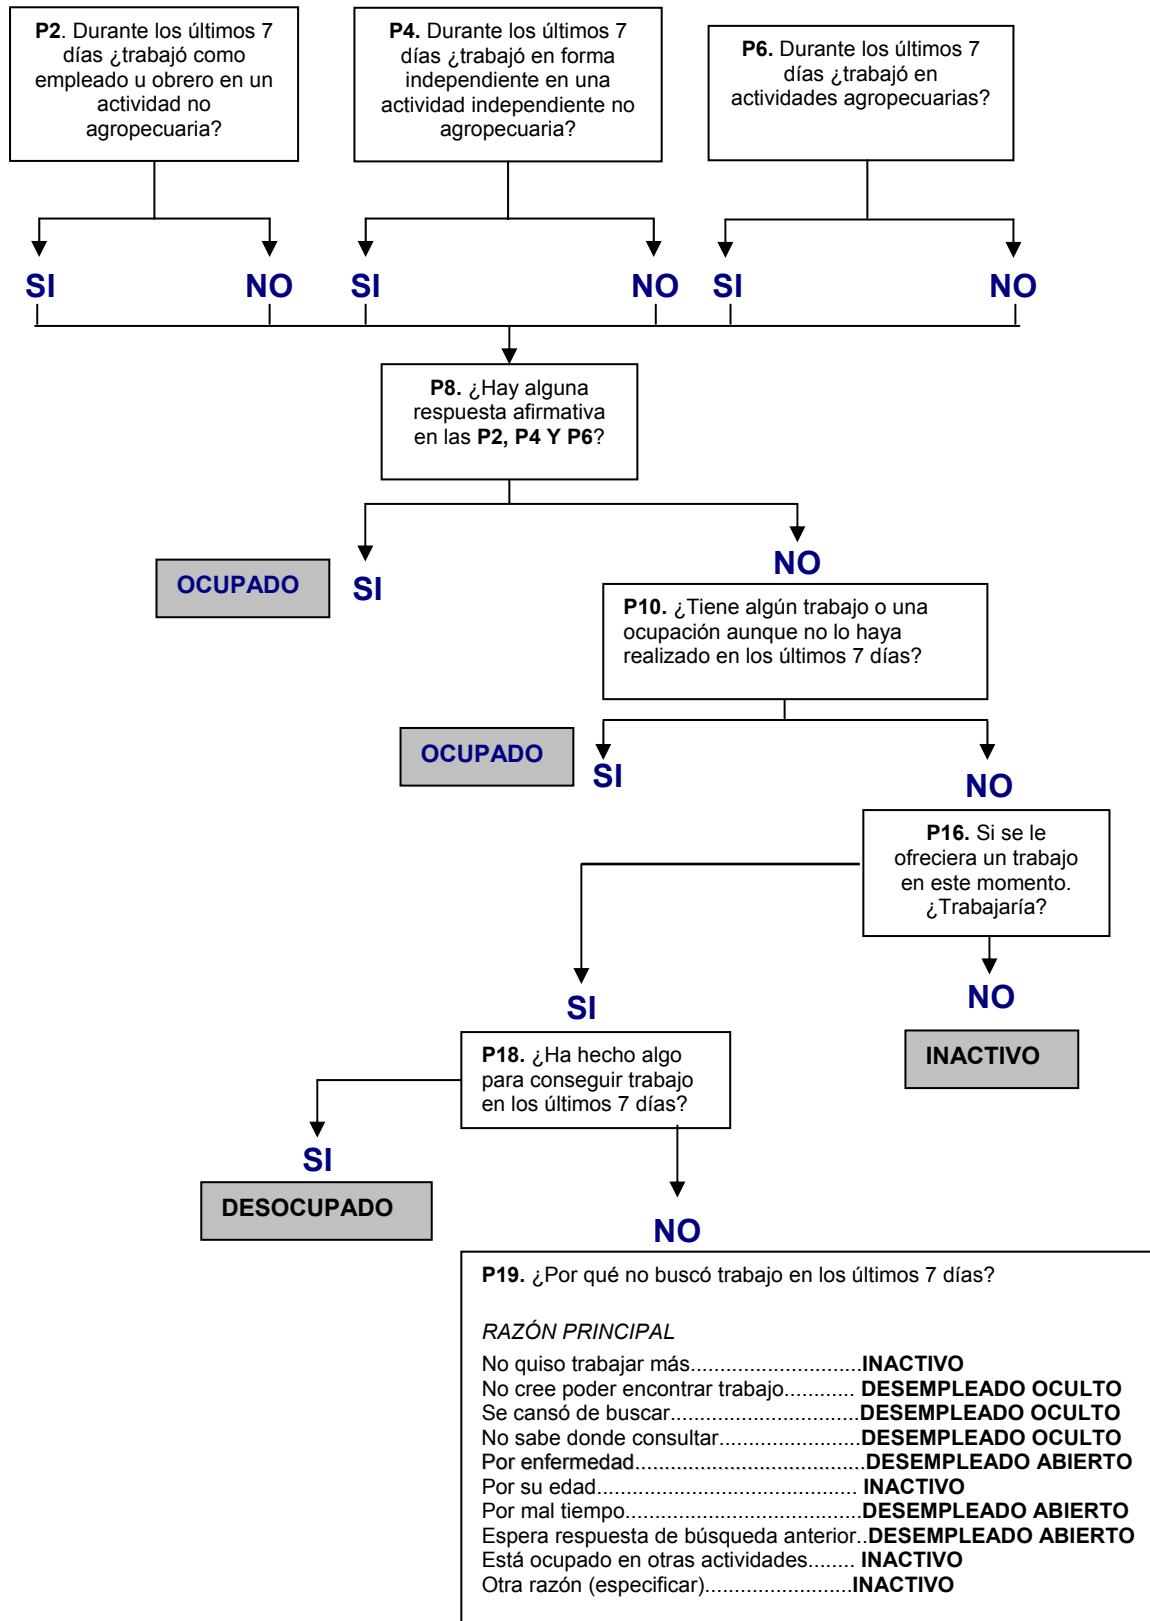 P2. Durante los últimos 7
días ¿trabajó como
empleado u obrero en un
actividad no
agropecuaria?
P4. Durante los últimos 7
días ¿trabajó en forma
independiente en una
actividad independiente no
agropecuaria?
P6. Durante los últimos 7
días ¿trabajó en
actividades agropecuarias?
SI
NO
SI
NO
SI
NO
P8. ¿Hay alguna
respuesta afirmativa
en las P2, P4 Y P6?
OCUPADO
SI
NO
P10. ¿Tiene algún trabajo o una
ocupación aunque no lo haya
realizado en los últimos 7 días?
OCUPADO
SI
NO
P16. Si se le
ofreciera un trabajo
en este momento.
¿Trabajaría?
SI
NO
INACTIVO
P18. ¿Ha hecho algo
para conseguir trabajo
en los últimos 7 días?
SI
DESOCUPADO
NO
P19. ¿Por qué no buscó trabajo en los últimos 7 días?
RAZÓN PRINCIPAL
No quiso trabajar más.............................INACTIVO
No cree poder encontrar trabajo............ DESEMPLEADO OCULTO
Se cansó de buscar................................DESEMPLEADO OCULTO
No sabe donde consultar........................DESEMPLEADO OCULTO
Por enfermedad.......................................DESEMPLEADO ABIERTO
Por su edad............................................ INACTIVO
Por mal tiempo........................................DESEMPLEADO ABIERTO
Espera respuesta de búsqueda anterior..DESEMPLEADO ABIERTO
Está ocupado en otras actividades........ INACTIVO
Otra razón (especificar).........................INACTIVO